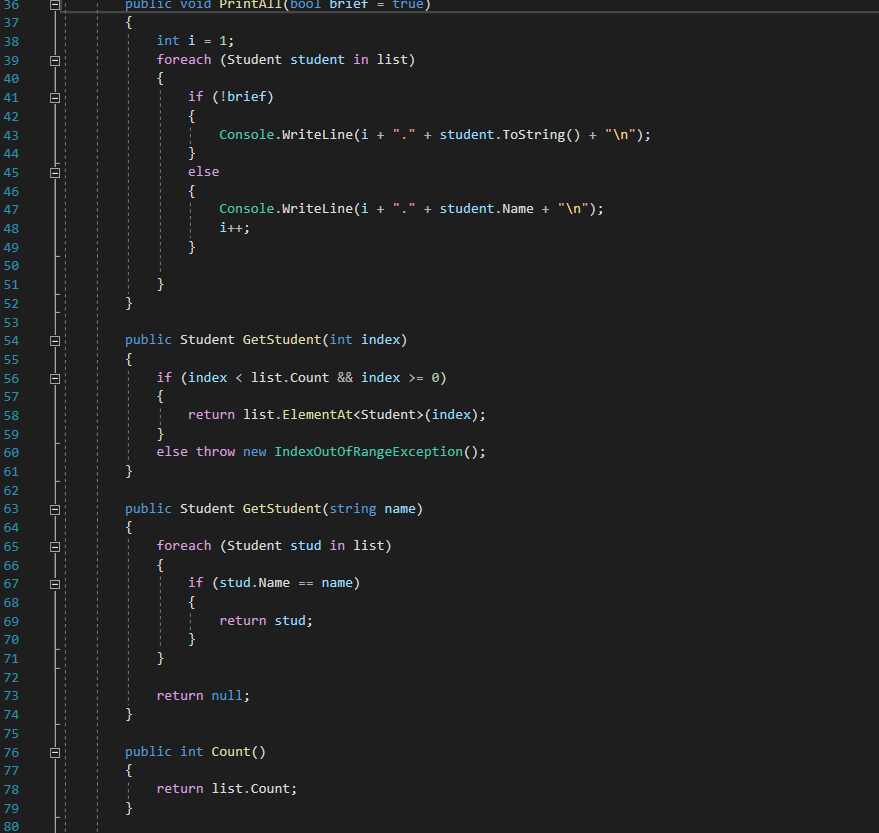 36 public void PrintAll(bool brief = true)
37 {
38 int i = 1;
39 foreach (Student student in list)
40 {
41 if (!brief)
42 {
43 Console.WriteLine(i + "." + student.ToString() + "\n");
44 }
45 else
46 {
47 Console.WriteLine(i + "." + student.Name + "\n");
48 i++;
49 }
50
51 }
52 }
53
54 public Student GetStudent(int index)
55 {
56 if (index < list.Count && index >= 0)
57 {
58 return list.ElementAt<Student>(index);
59 }
60 else throw new IndexOutOfRangeException();
61 }
62
63 public Student GetStudent(string name)
64 {
65 foreach (Student stud in list)
66 {
67 if (stud.Name == name)
68 {
69 return stud;
70 }
71 }
72
73 return null;
74 }
75
76 public int Count()
77 {
78 return list.Count;
79 }
80